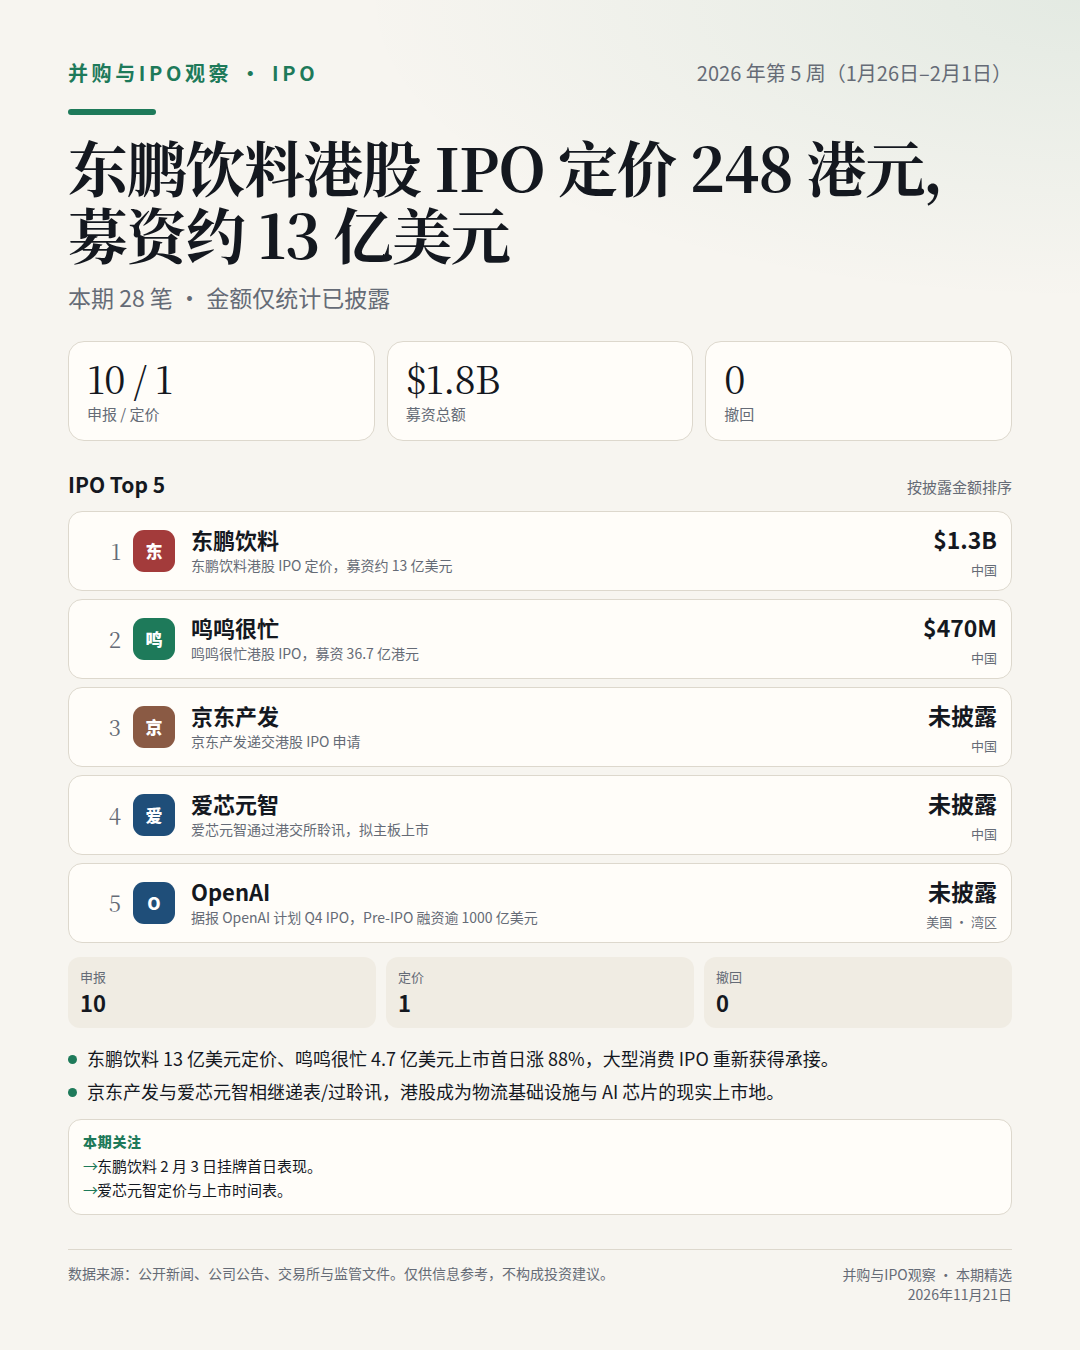 并购与IPO观察 · IPO
2026 年第 5 周（1月26日–2月1日）
东鹏饮料港股 IPO 定价 248 港元，
募资约 13 亿美元
本期 28 笔 · 金额仅统计已披露
10 / 1
申报 / 定价
$1.8B
募资总额
0
撤回
IPO Top 5
按披露金额排序
1
东
东鹏饮料
东鹏饮料港股 IPO 定价，募资约 13 亿美元
$1.3B
中国
2
鸣
鸣鸣很忙
鸣鸣很忙港股 IPO，募资 36.7 亿港元
$470M
中国
3
京
京东产发
京东产发递交港股 IPO 申请
未披露
中国
4
爱
爱芯元智
爱芯元智通过港交所聆讯，拟主板上市
未披露
中国
5
O
OpenAI
据报 OpenAI 计划 Q4 IPO，Pre-IPO 融资逾 1000 亿美元
未披露
美国 · 湾区
申报
10
定价
1
撤回
0
东鹏饮料 13 亿美元定价、鸣鸣很忙 4.7 亿美元上市首日涨 88%，大型消费 IPO 重新获得承接。
京东产发与爱芯元智相继递表/过聆讯，港股成为物流基础设施与 AI 芯片的现实上市地。
本期关注
→东鹏饮料 2 月 3 日挂牌首日表现。
→爱芯元智定价与上市时间表。
数据来源：公开新闻、公司公告、交易所与监管文件。仅供信息参考，不构成投资建议。
并购与IPO观察 · 本期精选
2026年11月21日